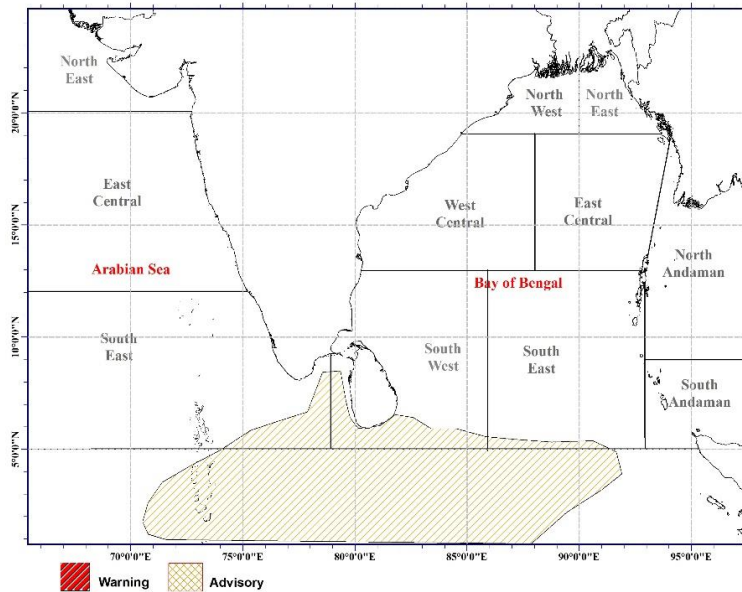 North
East
North
West
North
East
20°0'0"N
East
Central
West
Central
East
Central
15°0'0"N
North
Andaman
Arabian Sea
Bay of Bengal
South
East
South
West
South
East
10°0'0"N
South
Andaman
5°0'0"N
70°0'0"E
75°0'0"E
80°0'0"E
85°0'0"E
90°0'0"E
95°0'0"E
Warning
Advisory